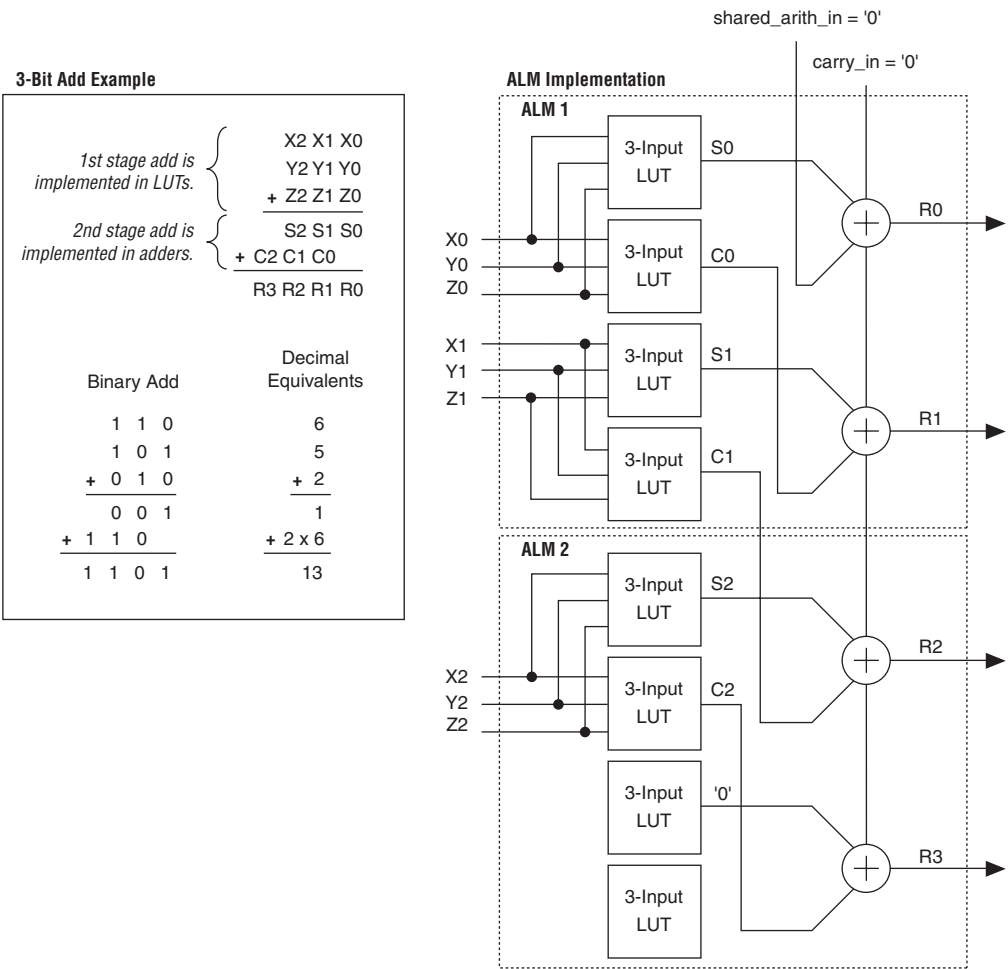 3-Bit Add Example
1st stage add is
implemented in LUTs.
2nd stage add is
implemented in adders.
X2 X1 X0
Y2 Y1 Y0
+ Z2 Z1 Z0
S2 S1 S0
+ C2 C1 C0
R3 R2 R1 R0
Binary Add
1 1 0
1 0 1
+ 0 1 0
0 0 1
+ 1 1 0
1 1 0 1
Decimal
Equivalents
6
5
+ 2
1
+ 2 x 6
13
shared_arith_in = '0'
carry_in = '0'
ALM Implementation
ALM 1
3-Input
LUT
S0
R0
X0
Y0
Z0
3-Input
LUT
C0
X1
Y1
Z1
3-Input
LUT
S1
R1
3-Input
LUT
C1
ALM 2
3-Input
LUT
S2
R2
X2
Y2
Z2
3-Input
LUT
C2
3-Input
LUT
'0'
R3
3-Input
LUT